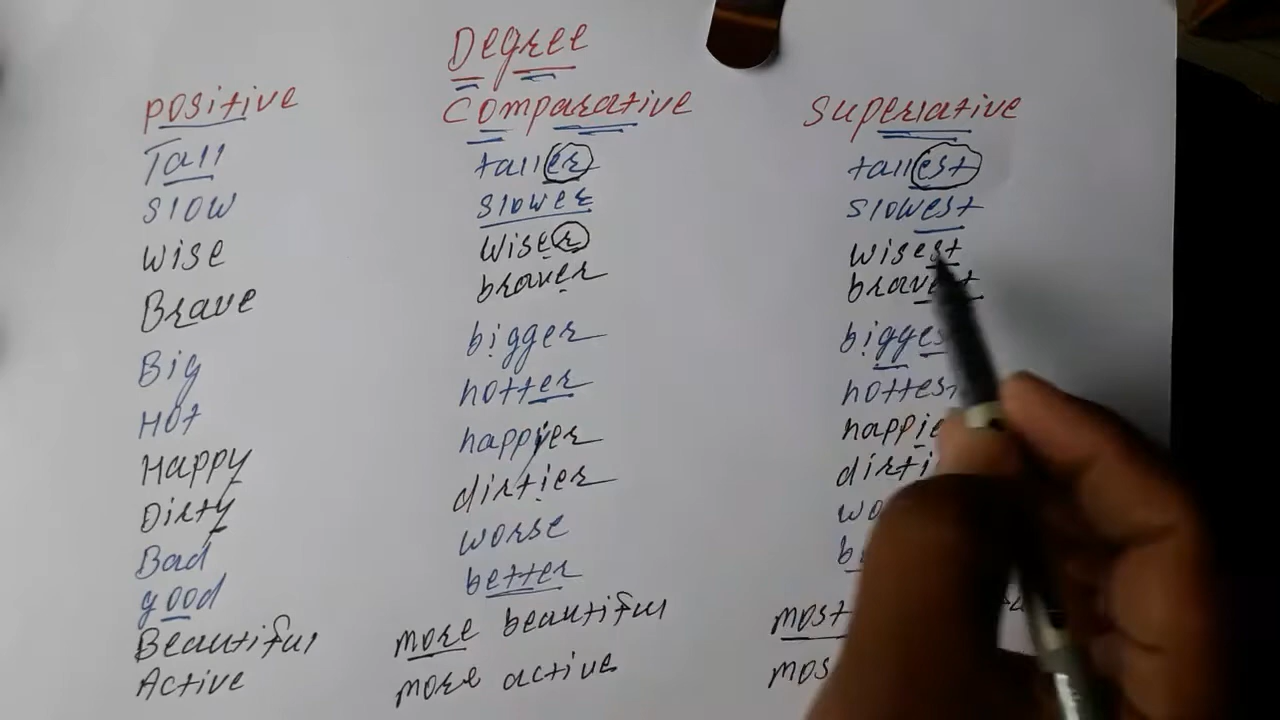 Degree
Positive Comparative Superlative
Tall taller tallest
Slow slower slowest
Wise wiser wisest
Brave braver bravest
Big bigger
Hot hotter
Happy happier
Dirty dirtier
Bad worse
good better
Beautiful more beautiful most
Active more active